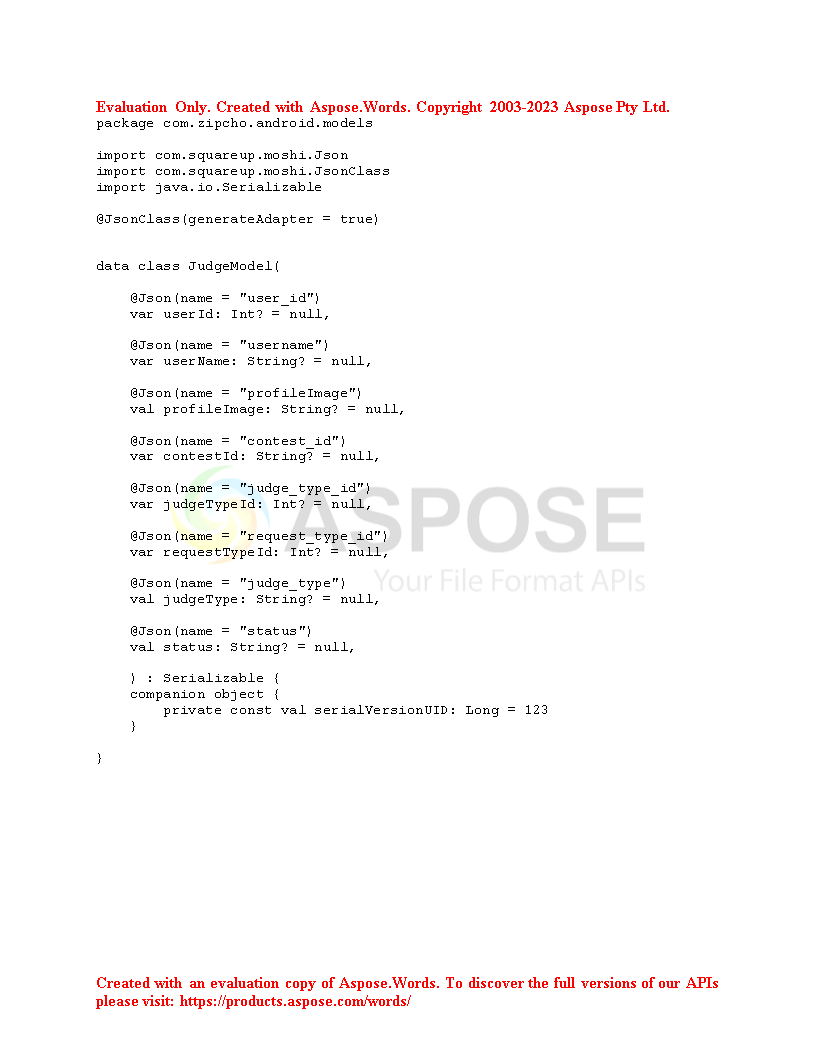 Evaluation Only. Created with Aspose.Words. Copyright 2003-2023 Aspose Pty Ltd.
package com.zipcho.android.models

import com.squareup.moshi.Json
import com.squareup.moshi.JsonClass
import java.io.Serializable

@JsonClass(generateAdapter = true)

data class JudgeModel(

    @Json(name = "user_id")
    var userId: Int? = null,

    @Json(name = "username")
    var userName: String? = null,

    @Json(name = "profileImage")
    val profileImage: String? = null,

    @Json(name = "contest_id")
    var contestId: String? = null,

    @Json(name = "judge_type_id")
    var judgeTypeId: Int? = null,

    @Json(name = "request_type_id")
    var requestTypeId: Int? = null,

    @Json(name = "judge_type")
    val judgeType: String? = null,

    @Json(name = "status")
    val status: String? = null,

    ) : Serializable {
    companion object {
        private const val serialVersionUID: Long = 123
    }

}
ASPOSE
Your File Format APIs
Created with an evaluation copy of Aspose.Words. To discover the full versions of our APIs
please visit: https://products.aspose.com/words/